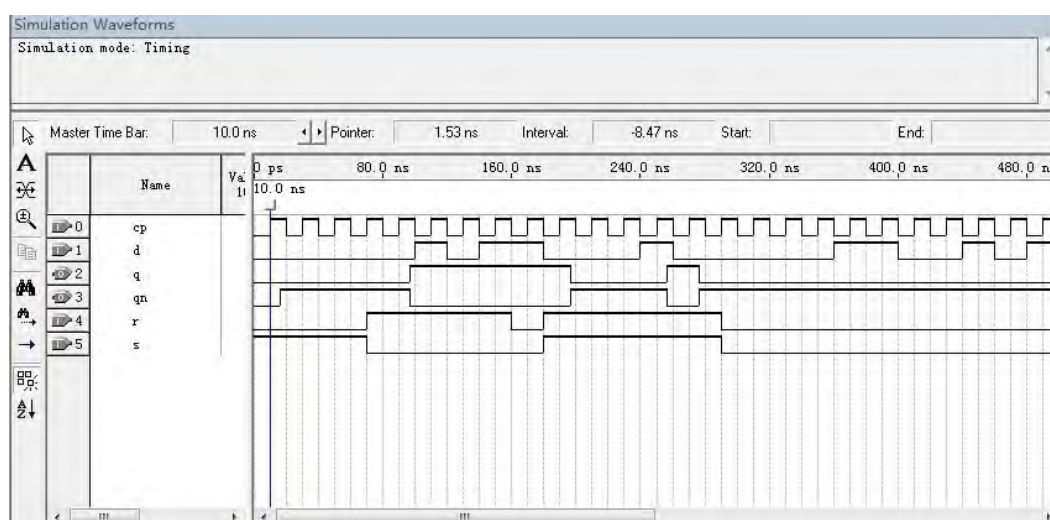 Simulation Waveforms
Simulation mode: Timing
Master Time Bar: 10.0 ns Pointer: 1.53 ns Interval: -8.47 ns Start: End:
Name
0 ps 80.0 ns 160.0 ns 240.0 ns 320.0 ns 400.0 ns 480.0 n
10.0 ns
0 cp
1 d
2 q
3 qn
4 r
5 s